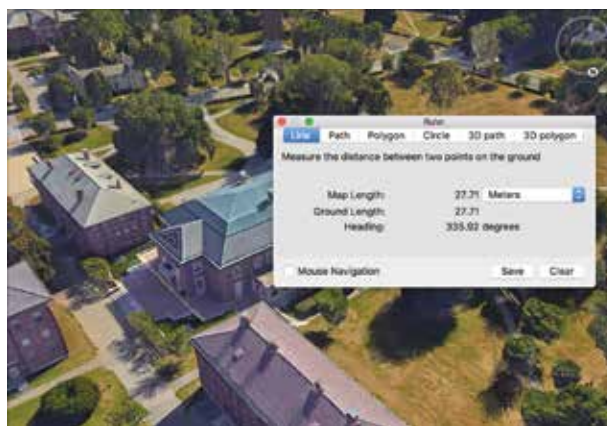 Ruler
Line Path Polygon Circle 3D path 3D polygon
Measure the distance between two points on the ground
Map Length: 27.71 Meters
Ground Length: 27.71
Heading: 335.92 degrees
Mouse Navigation Save Clear